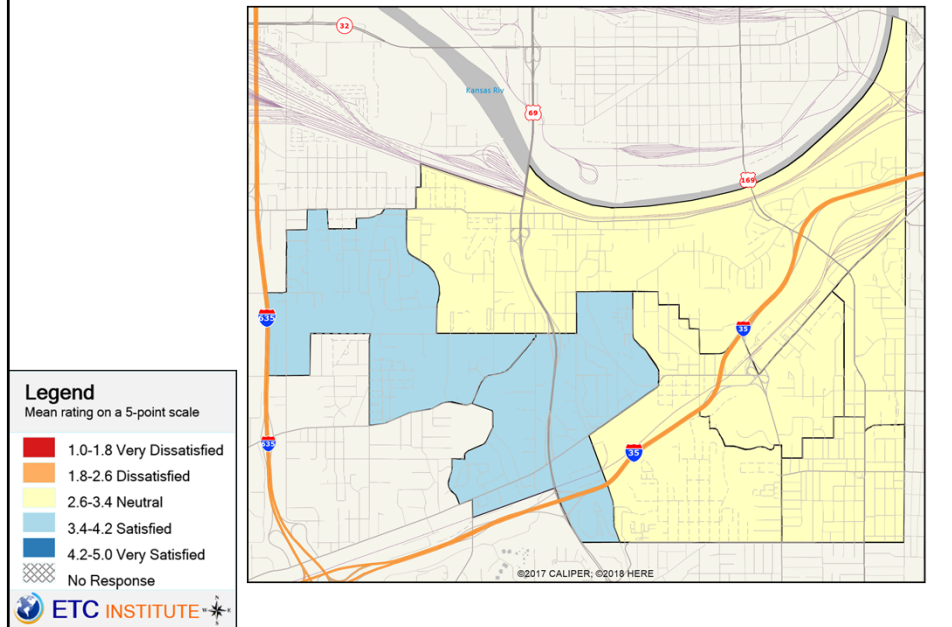 32
Kansas Riv
69
169
635
35
635
35
Legend
Mean rating on a 5-point scale
1.0-1.8 Very Dissatisfied
1.8-2.6 Dissatisfied
2.6-3.4 Neutral
3.4-4.2 Satisfied
4.2-5.0 Very Satisfied
No Response
©2017 CALIPER; ©2018 HERE
ETC INSTITUTE
W N E S